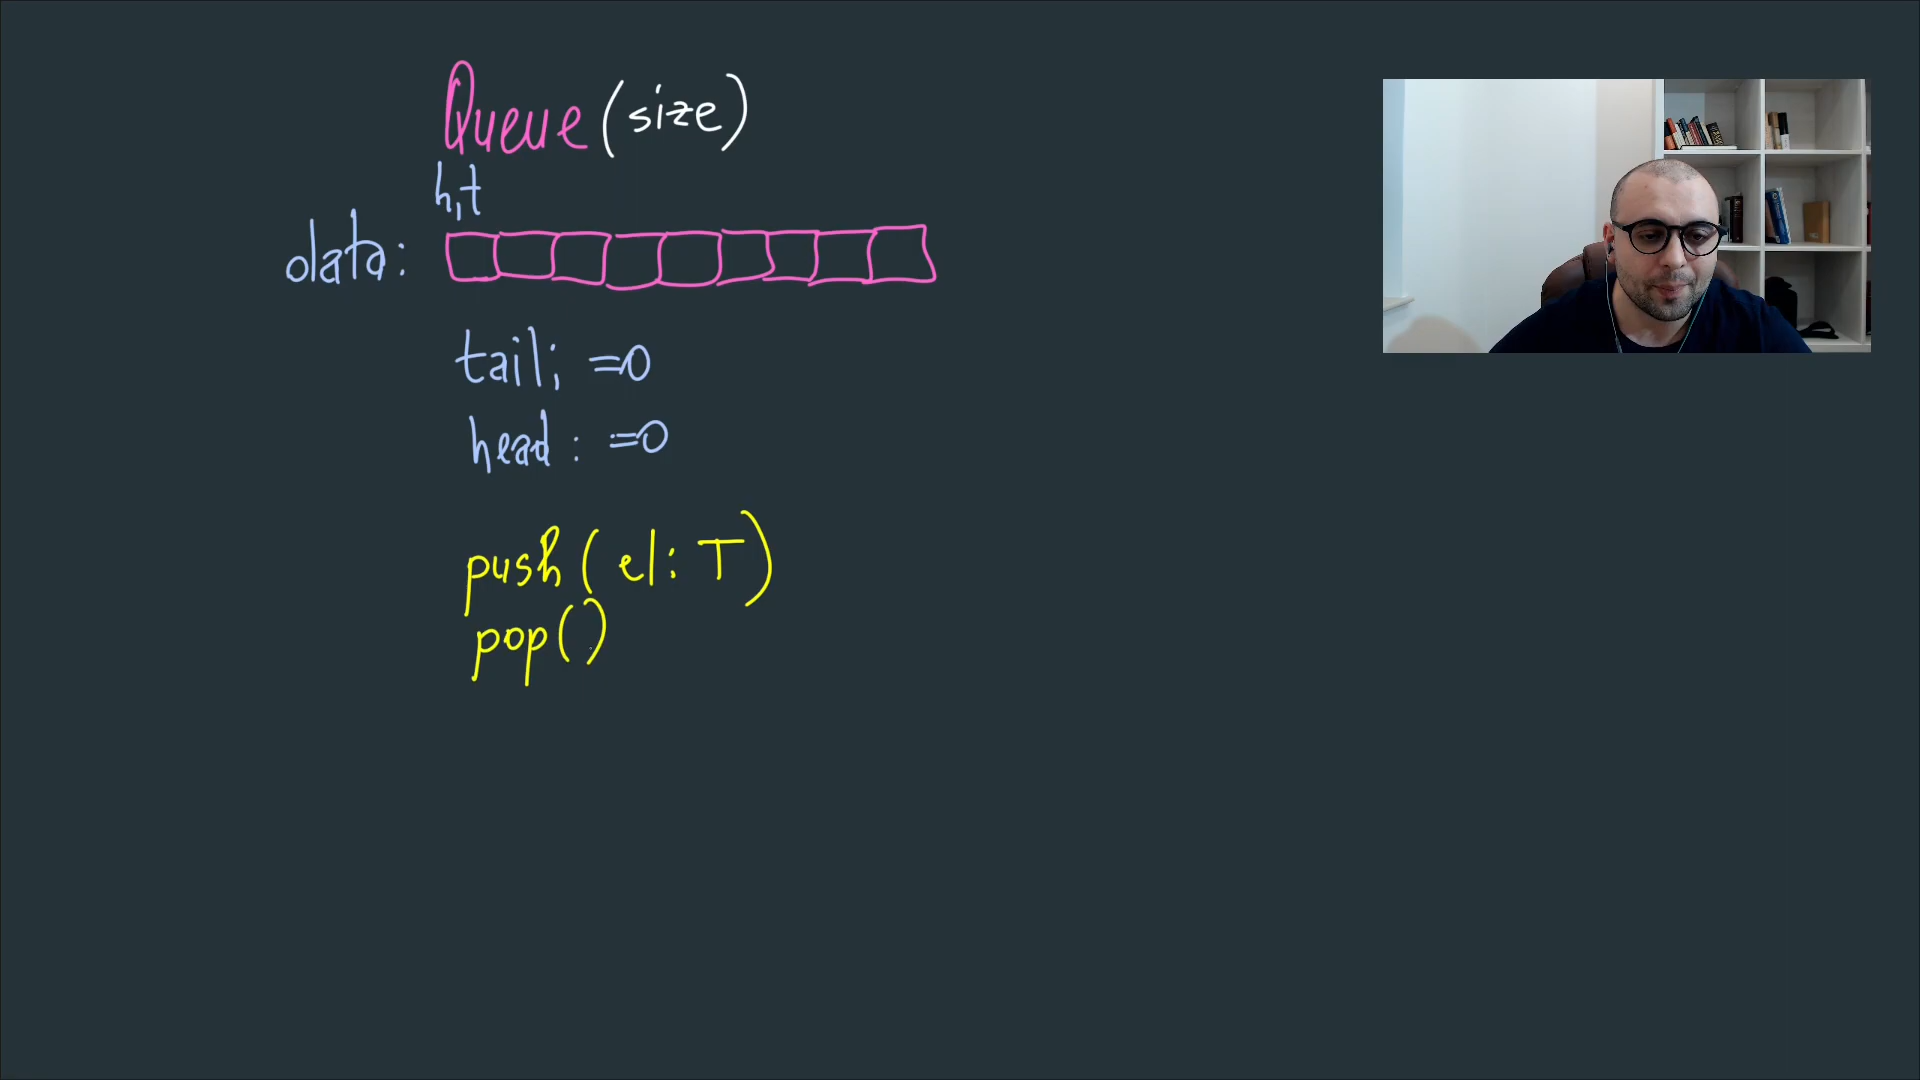 Queue (size)
h,t
data:
tail; =0
head: =0
push( el: T)
pop()